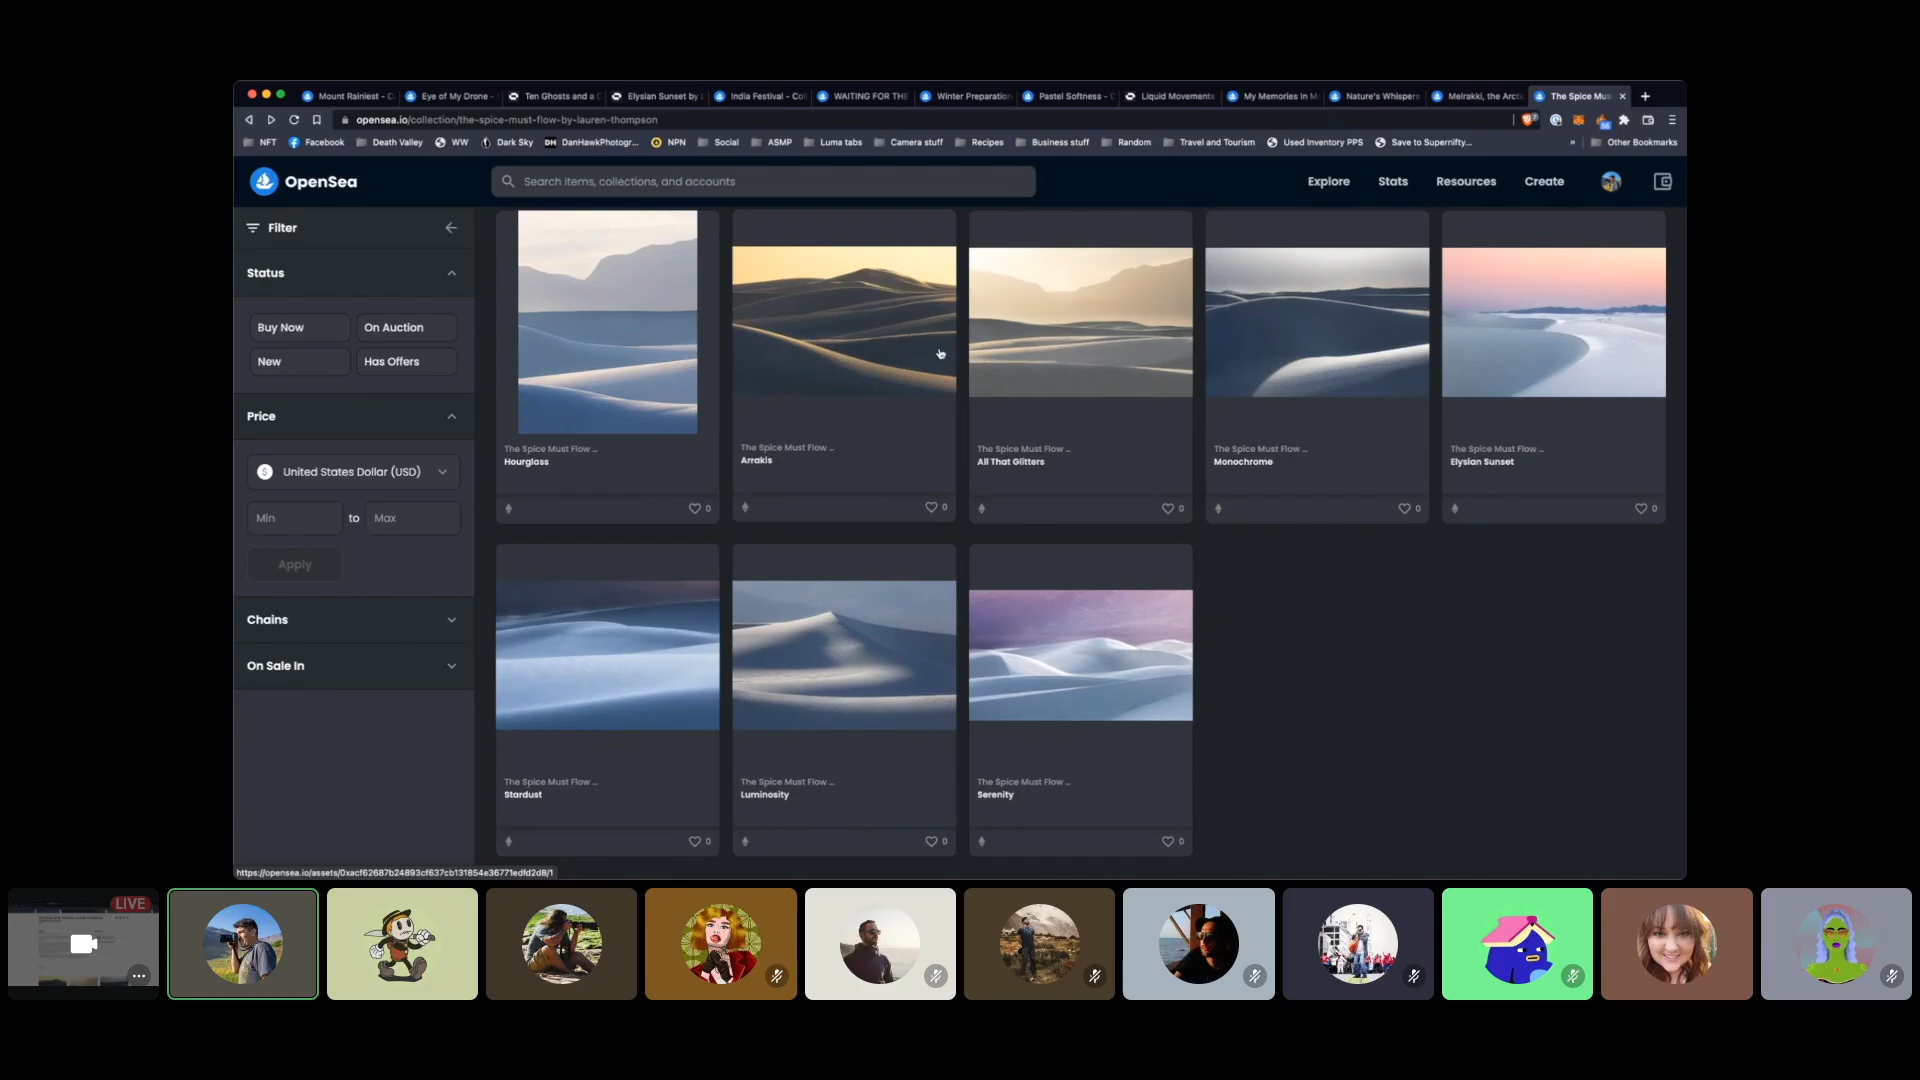 Mount Rainiest - C
Eye of My Drone -
Ten Ghosts and a C
Elysian Sunset by
India Festival - Col
WAITING FOR THE
Winter Preparation
Pastel Softness - C
Liquid Movements
My Memories In M
Nature's Whispers
Melrakki, the Arctic
The Spice Mus
opensea.io/collection/the-spice-must-flow-by-lauren-thompson
NFT
Facebook
Death Valley
WW
Dark Sky
DH DanHawkPhotogr...
NPN
Social
ASMP
Luma tabs
Camera stuff
Recipes
Business stuff
Random
Travel and Tourism
Used Inventory PPS
Save to Supernifty...
»
Other Bookmarks
OpenSea
Search items, collections, and accounts
Explore
Stats
Resources
Create
Filter
Status
Buy Now
On Auction
New
Has Offers
Price
United States Dollar (USD)
Min
to
Max
Apply
Chains
On Sale In
The Spice Must Flow ...
Hourglass
0
The Spice Must Flow ...
Arrakis
0
The Spice Must Flow ...
All That Glitters
0
The Spice Must Flow ...
Monochrome
0
The Spice Must Flow ...
Elysian Sunset
0
The Spice Must Flow ...
Stardust
0
The Spice Must Flow ...
Luminosity
0
The Spice Must Flow ...
Serenity
0
https://opensea.io/assets/0xacf62687b24893cf637cb131854e36771edfd2d8/1
LIVE